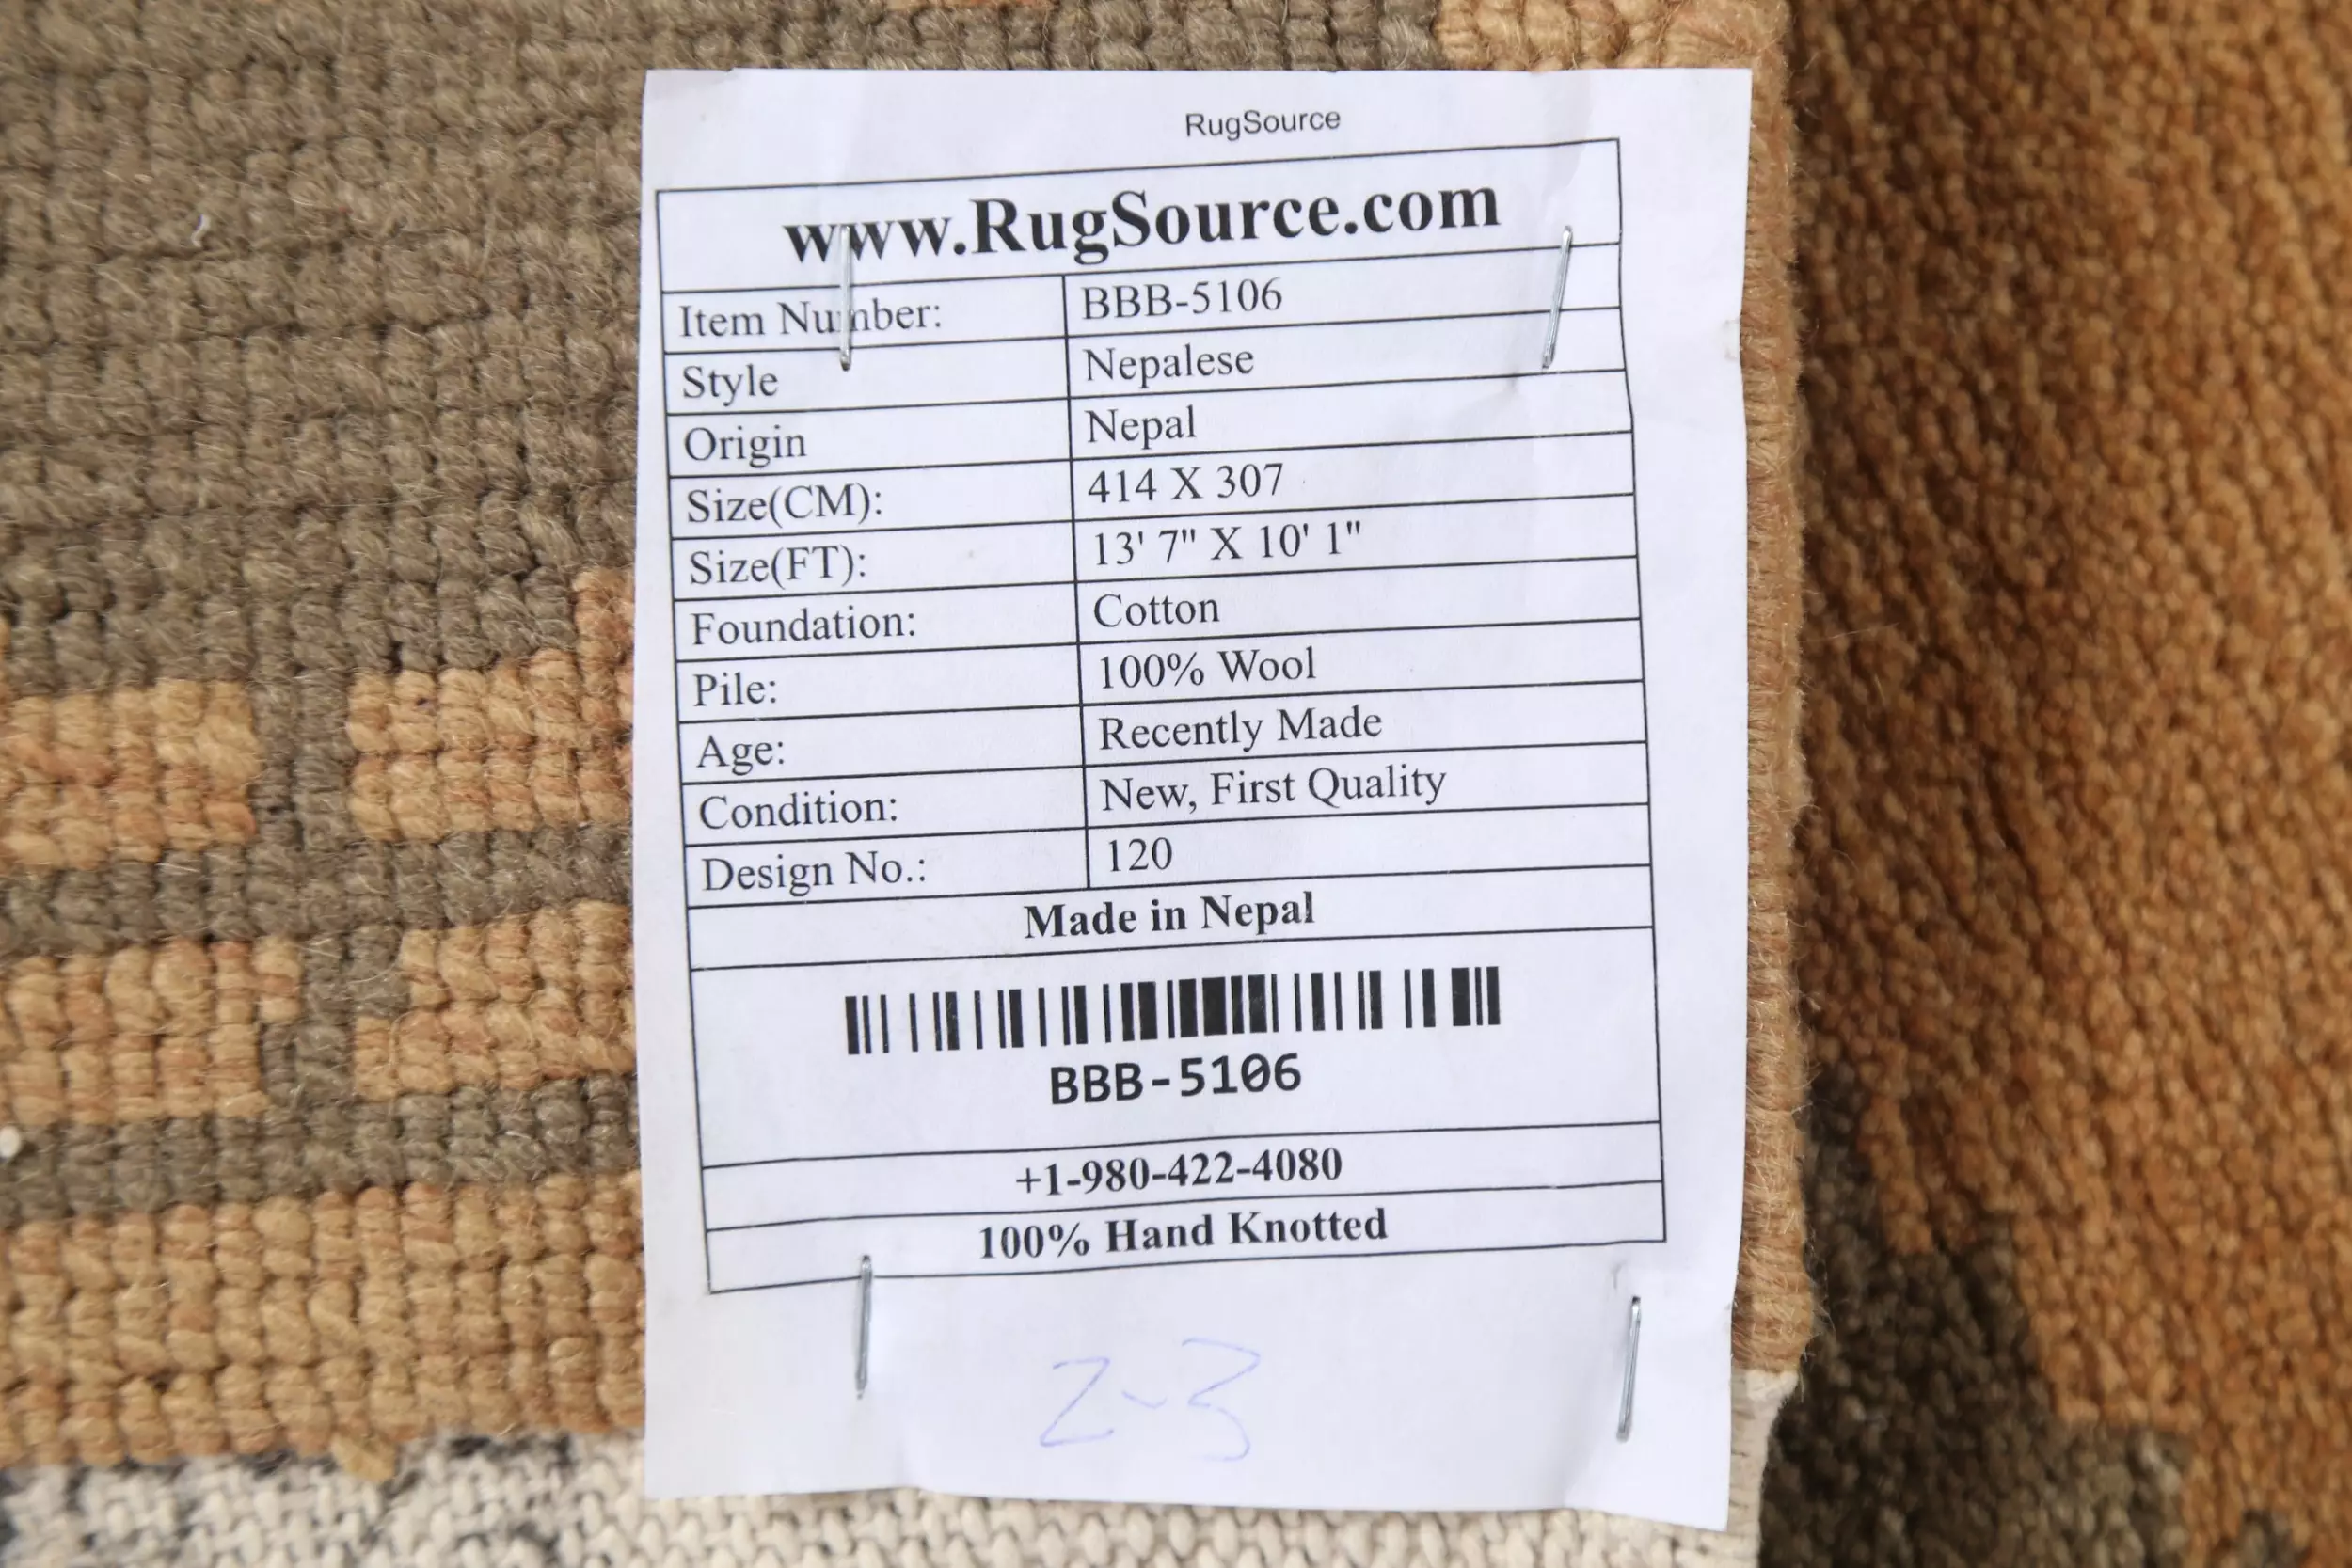 RugSource
www.RugSource.com
Item Number: BBB-5106
Style Nepalese
Origin Nepal
Size(CM): 414 X 307
Size(FT): 13' 7" X 10' 1"
Foundation: Cotton
Pile: 100% Wool
Age: Recently Made
Condition: New, First Quality
Design No.: 120
Made in Nepal
BBB-5106
+1-980-422-4080
100% Hand Knotted
2-3